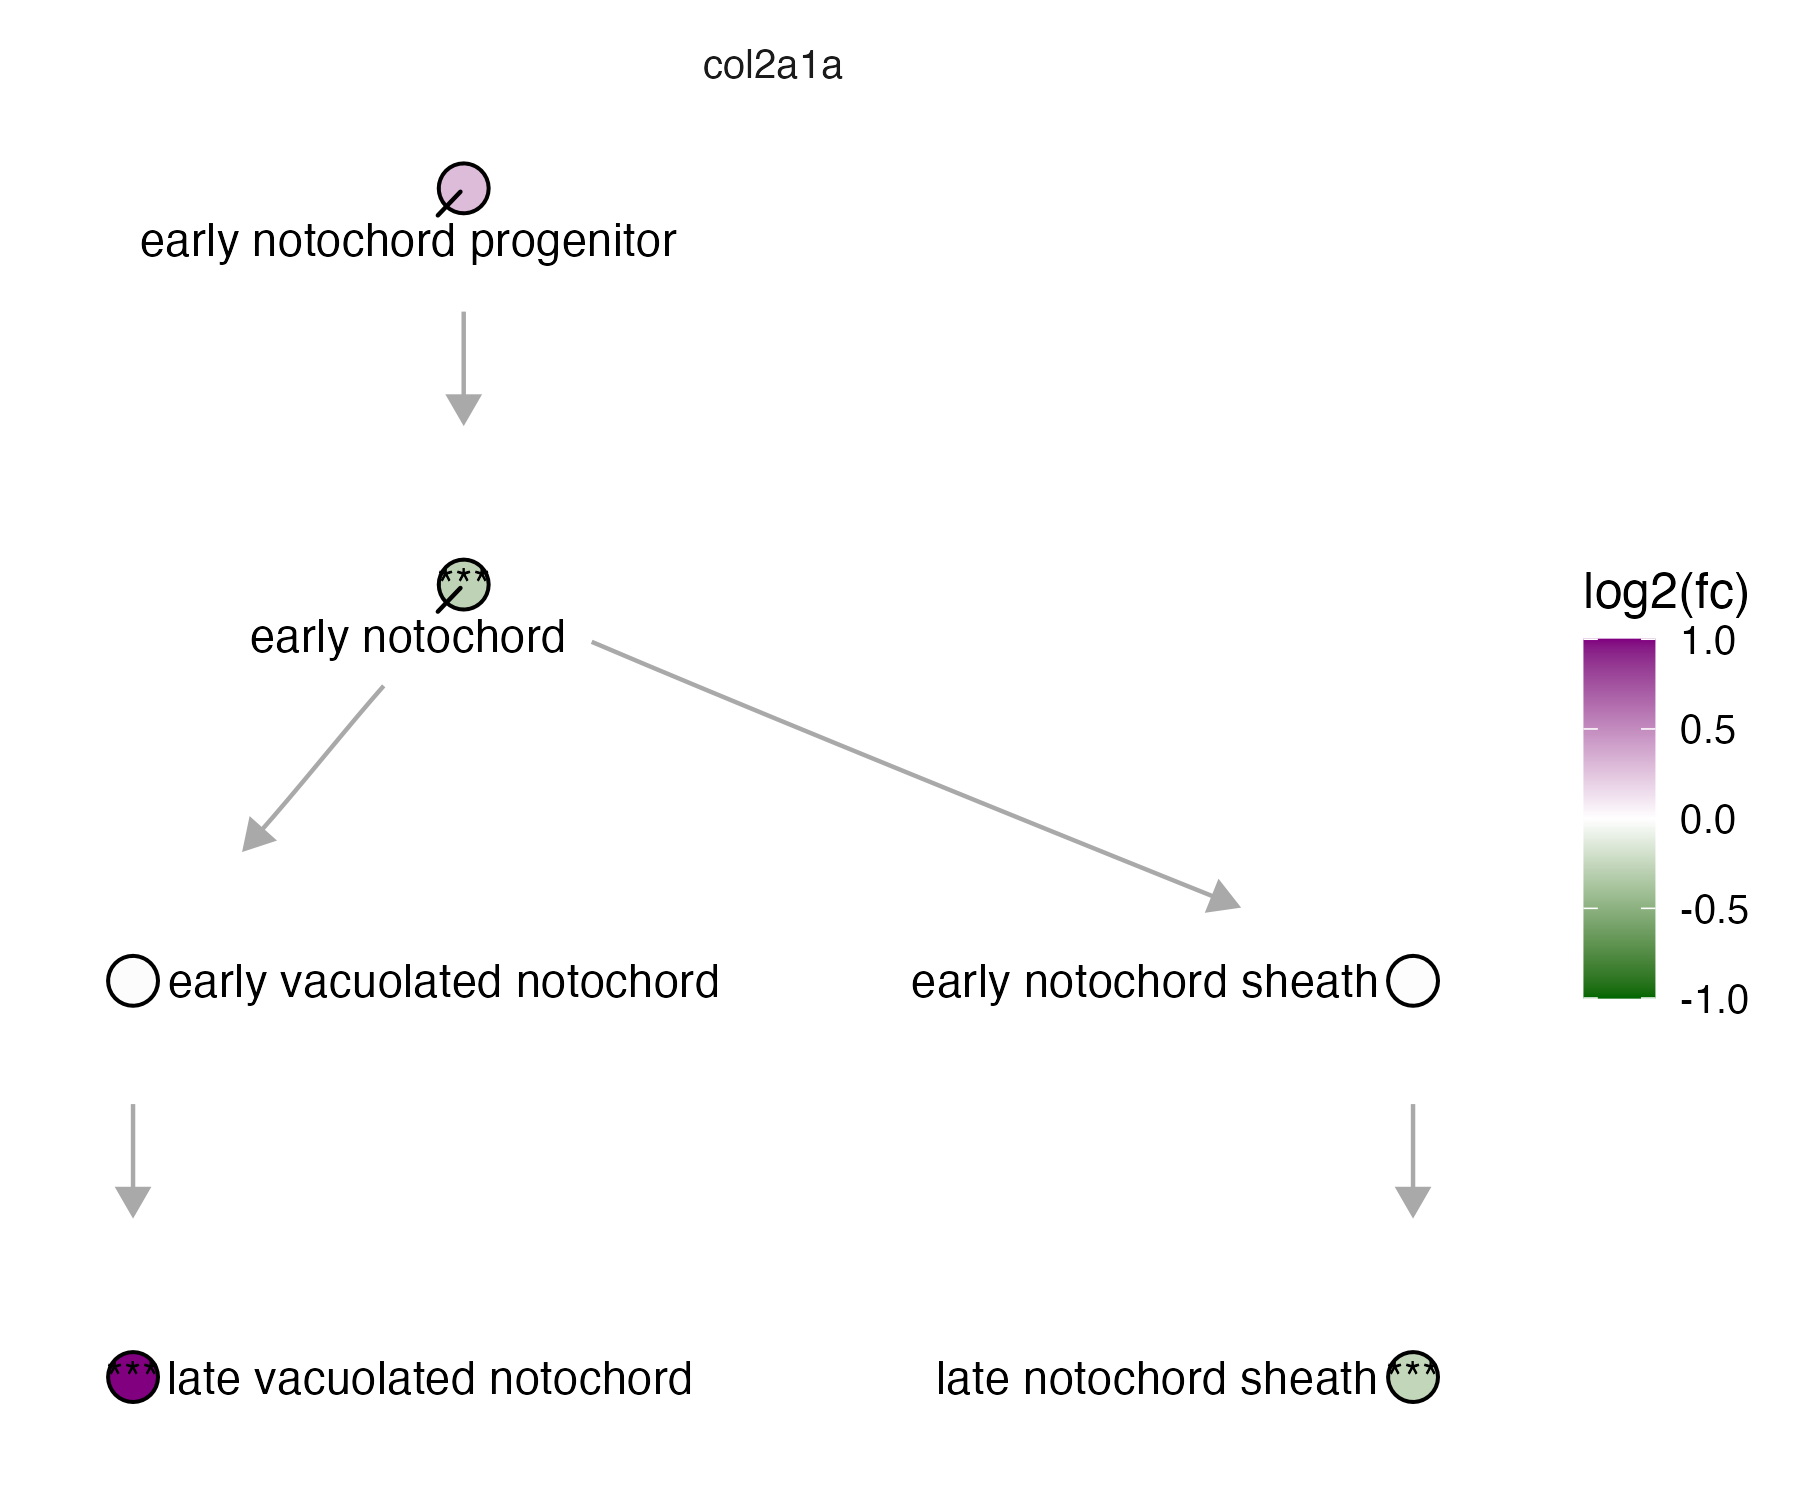 col2a1a
early notochord progenitor
***
early notochord
log2(fc)
1.0
0.5
0.0
-0.5
-1.0
early vacuolated notochord
early notochord sheath
*** late vacuolated notochord
late notochord sheath ***